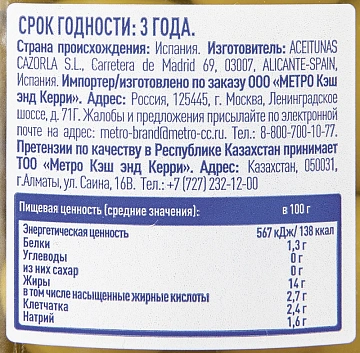 СРОК ГОДНОСТИ: 3 ГОДА.
Страна происхождения: Испания. Изготовитель: ACEITUNAS
CAZORLA S.L., Carretera de Madrid 69, 03007, ALICANTE-SPAIN,
Испания. Импортер/изготовлено по заказу ООО «МЕТРО Кэш
энд Керри». Адрес: Россия, 125445, г. Москва, Ленинградское
шоссе, д. 71Г. Жалобы и предложения присылайте по электронной
почте на адрес: metro-brand@metro-cc.ru. Тел.: 8-800-700-10-77.
Претензии по качеству в Республике Казахстан принимает
ТОО «Метро Кэш энд Керри». Адрес: Казахстан, 050031,
г.Алматы, ул. Саина, 16В. Тел.: +7 (727) 232-12-00
Пищевая ценность (средние значения): в 100 г
Энергетическая ценность 567 кДж/ 138 ккал
Белки 1,3 г
Углеводы 0 г
из них сахар 0 г
Жиры 14 г
в том числе насыщенные жирные кислоты 2,7 г
Клетчатка 2,4 г
Натрий 1,6 г